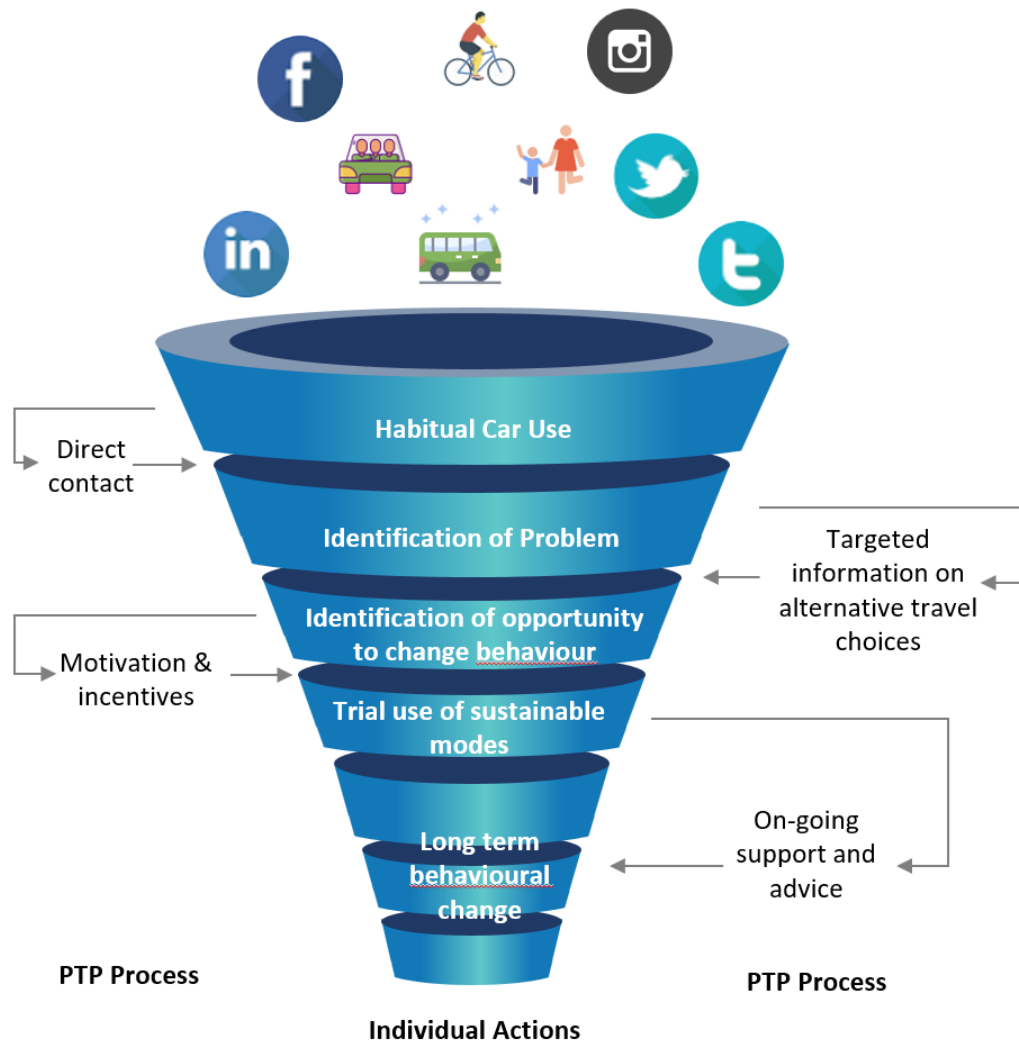 f
in
t
Habitual Car Use
Direct
contact
Identification of Problem
Targeted
information on
alternative travel
choices
Identification of opportunity
to change behaviour
Motivation &
incentives
Trial use of sustainable
modes
Long term
behavioural
change
On-going
support and
advice
PTP Process
PTP Process
Individual Actions